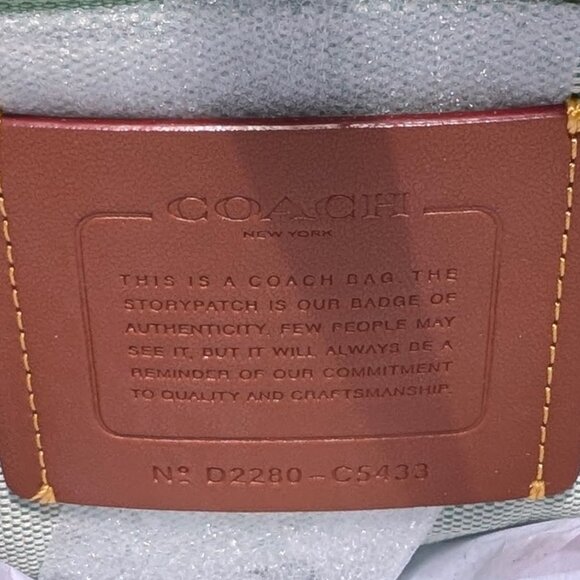 COACH
NEW YORK
THIS IS A COACH BAG. THE
STORYPATCH IS OUR BADGE OF
AUTHENTICITY. FEW PEOPLE MAY
SEE IT, BUT IT WILL ALWAYS BE A
REMINDER OF OUR COMMITMENT
TO QUALITY AND CRAFTSMANSHIP.
Nº D2280-C5433